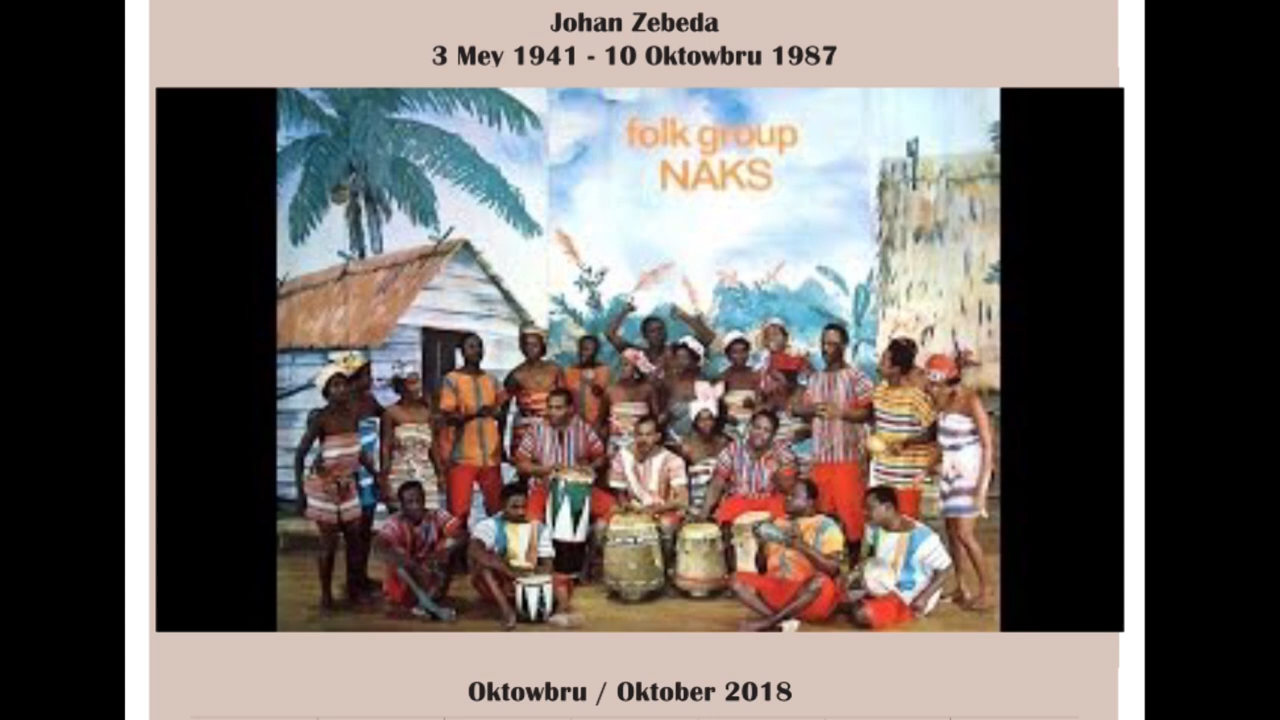 Johan Zebeda
3 Mey 1941 - 10 Oktowbru 1987
folk group
NAKS
Oktowbru / Oktober 2018